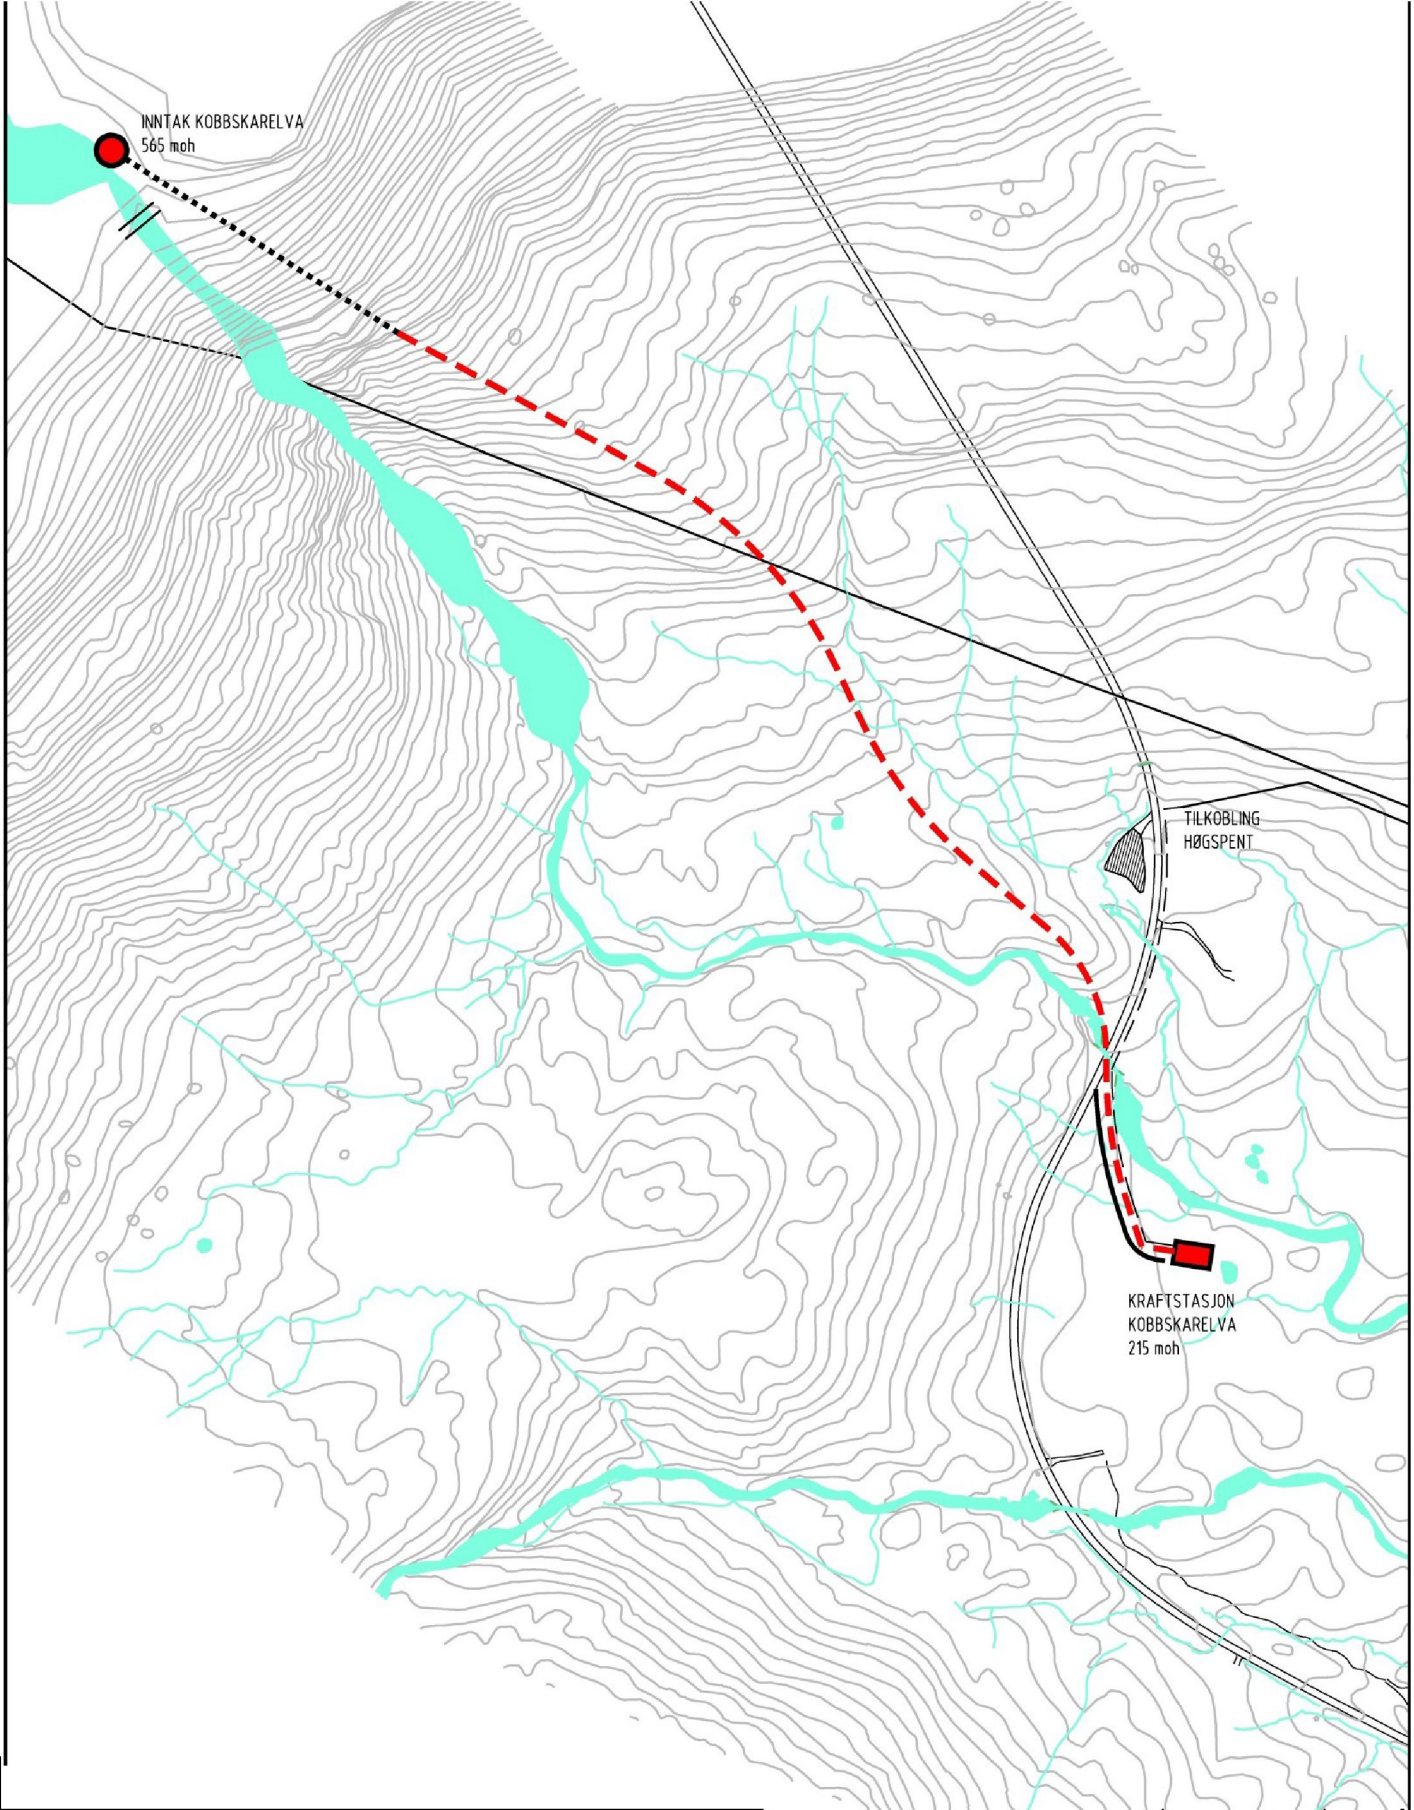 INNTAK KOBBSKARELVA
565 moh
TILKOBLING
HØGSPENT
KRAFTSTASJON
KOBBSKARELVA
215 moh